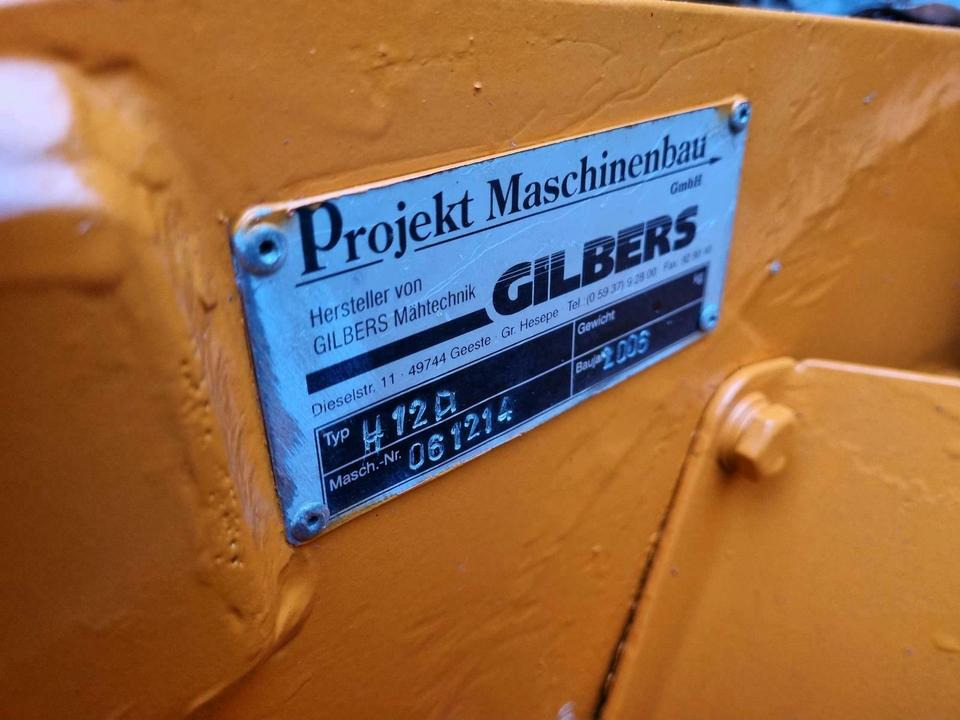 Projekt Maschinenbau
GmbH
Hersteller von
GILBERS Mähtechnik
GILBERS
Dieselstr. 11 · 49744 Geeste - Gr. Hesepe Tel.: (0 59 37) 9 28 00 Fax: 92 80 40
Typ H 12D
Gewicht kg
Masch.-Nr. 061214
Baujahr 2006